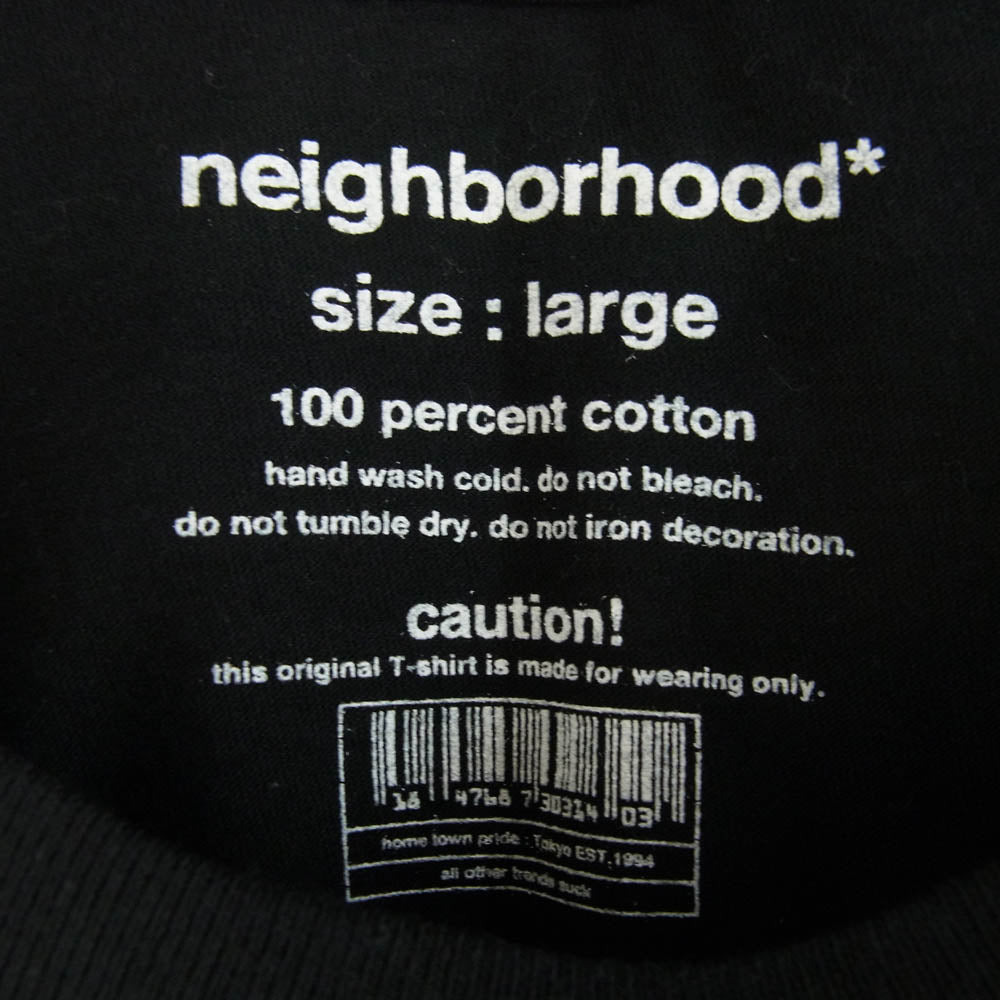 neighborhood*
size : large
100 percent cotton
hand wash cold. do not bleach.
do not tumble dry. do not iron decoration.
caution!
this original T-shirt is made for wearing only.
16 4768 730314 03
home town pride : Tokyo EST.1994
all other trends suck